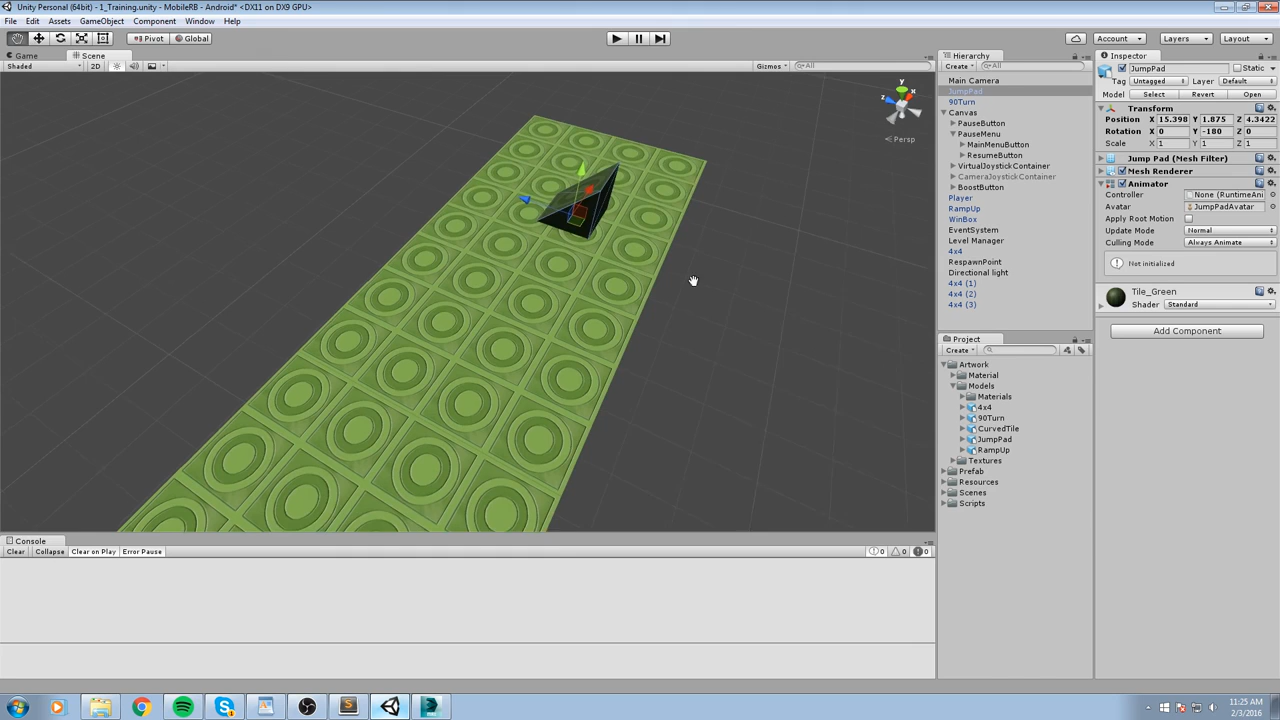 Unity Personal (64bit) - 1_Training.unity - MobileRB - Android* <DX11 on DX9 GPU>
File Edit Assets GameObject Component Window Help
Pivot Global Account Layers Layout
Game Scene
Shaded 2D Gizmos All
y
x
z
Persp
Hierarchy
Create All
Main Camera
JumpPad
90Turn
Canvas
PauseButton
PauseMenu
MainMenuButton
ResumeButton
VirtualJoystickContainer
CameraJoystickContainer
BoostButton
Player
RampUp
WinBox
EventSystem
Level Manager
4x4
RespawnPoint
Directional light
4x4 (1)
4x4 (2)
4x4 (3)
Project
Create
Artwork
Material
Models
Materials
4x4
90Turn
CurvedTile
JumpPad
RampUp
Textures
Prefab
Resources
Scenes
Scripts
Inspector
JumpPad Static
Tag Untagged Layer Default
Model Select Revert Open
Transform
Position X 15.398 Y 1.875 Z 4.3422
Rotation X 0 Y -180 Z 0
Scale X 1 Y 1 Z 1
Jump Pad (Mesh Filter)
Mesh Renderer
Animator
Controller None (RuntimeAni
Avatar JumpPadAvatar
Apply Root Motion
Update Mode Normal
Culling Mode Always Animate
Not initialized
Tile_Green
Shader Standard
Add Component
Console
Clear Collapse Clear on Play Error Pause 0 0 0
11:25 AM
2/3/2016